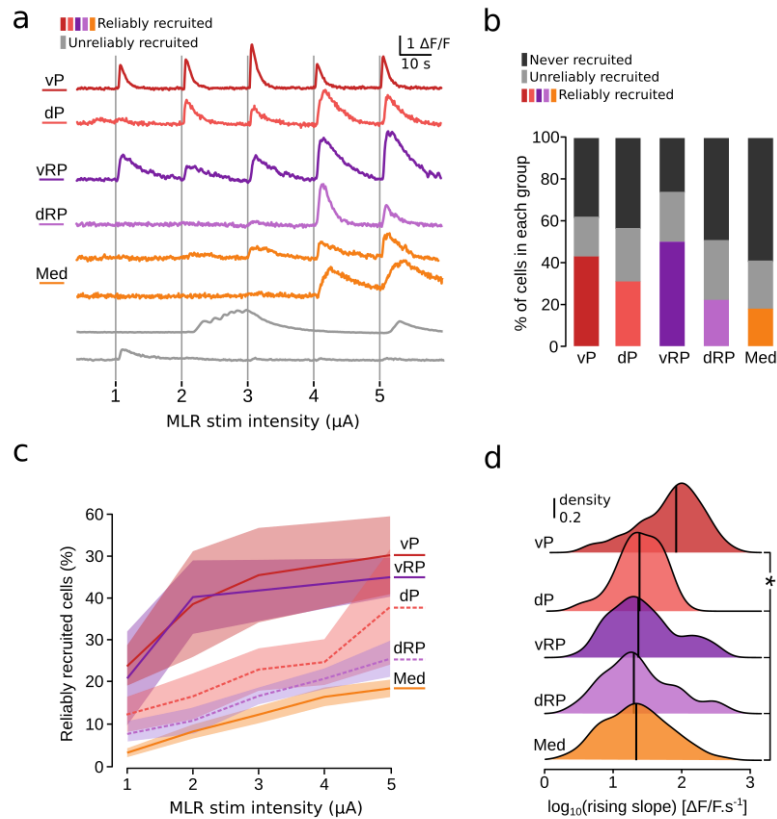 a
Reliably recruited
Unreliably recruited
1 ΔF/F
10 s
vP
dP
vRP
dRP
Med
1 2 3 4 5
MLR stim intensity (μA)
b
Never recruited
Unreliably recruited
Reliably recruited
% of cells in each group
100
80
60
40
20
0
vP dP vRP dRP Med
c
Reliably recruited cells (%)
60
30
40
30
20
10
0
vP
vRP
dP
dRP
Med
1 2 3 4 5
MLR stim intensity (μA)
d
density
0.2
vP
dP
vRP
dRP
Med
*
0 1 2 3
log₁₀(rising slope) [ΔF/F.s⁻¹]